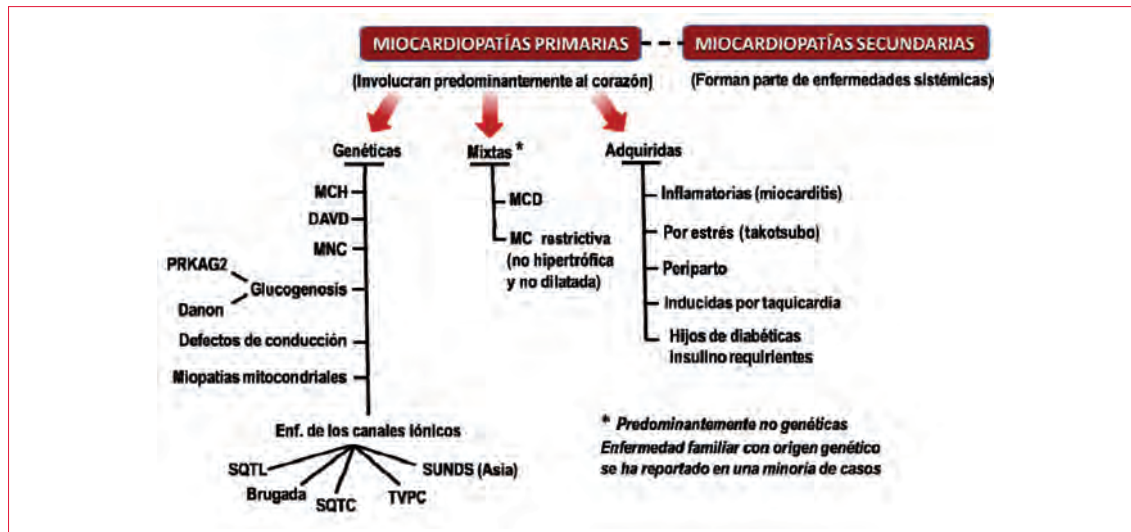 MIOCARDIOPATÍAS PRIMARIAS
MIOCARDIOPATÍAS SECUNDARIAS
(Involucran predominantemente al corazón)
(Forman parte de enfermedades sistémicas)
Genéticas
MCH
DAVD
MNC
PRKAG2
Glucogenosis
Danon
Defectos de conducción
Miopatias mitocondriales
Enf. de los canales iónicos
SQTL
Brugada
SQTC
TVPC
SUNDS (Asia)
Mixtas *
MCD
MC restrictiva
(no hipertrófica
y no dilatada)
Adquiridas
Inflamatorias (miocarditis)
Por estrés (takotsubo)
Periparto
Inducidas por taquicardia
Hijos de diabéticas
Insulino requirientes
* Predominantemente no genéticas
Enfermedad familiar con origen genético
se ha reportado en una minoría de casos